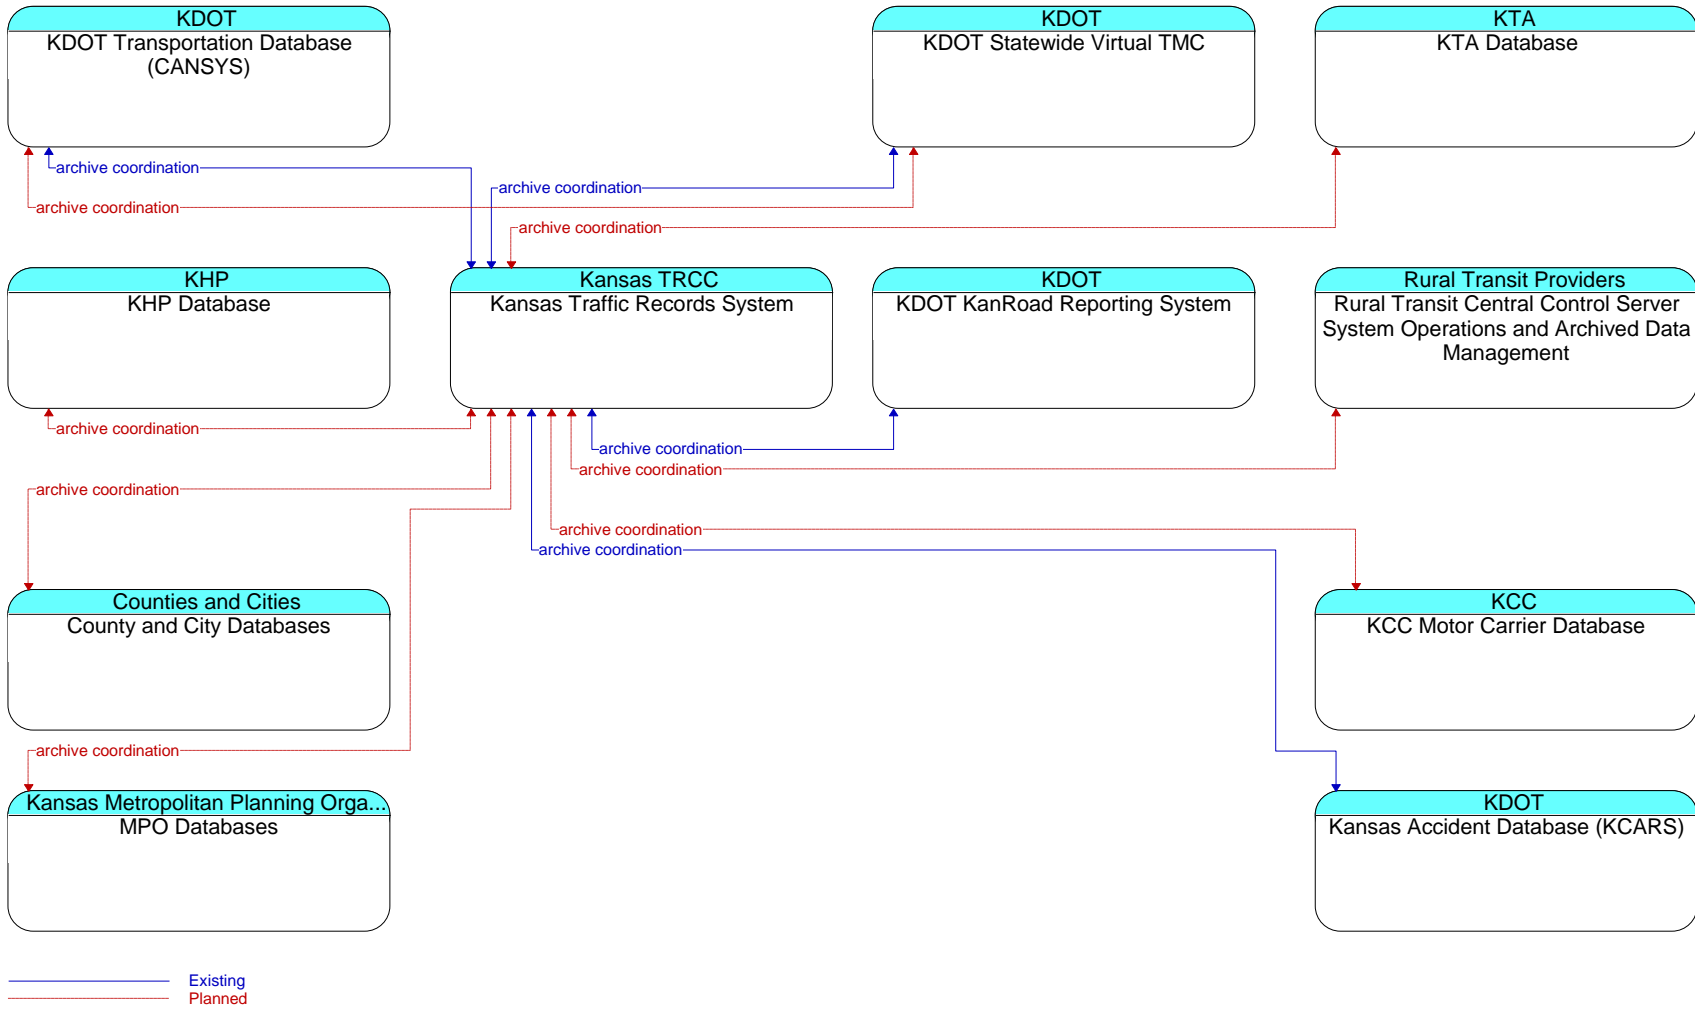 KDOT
KDOT Transportation Database
(CANSYS)
KDOT
KDOT Statewide Virtual TMC
KTA
KTA Database
archive coordination
archive coordination
archive coordination
archive coordination
KHP
KHP Database
Kansas TRCC
Kansas Traffic Records System
KDOT
KDOT KanRoad Reporting System
Rural Transit Providers
Rural Transit Central Control Server
System Operations and Archived Data
Management
archive coordination
archive coordination
archive coordination
archive coordination
archive coordination
archive coordination
Counties and Cities
County and City Databases
KCC
KCC Motor Carrier Database
archive coordination
Kansas Metropolitan Planning Orga...
MPO Databases
KDOT
Kansas Accident Database (KCARS)
Existing
Planned